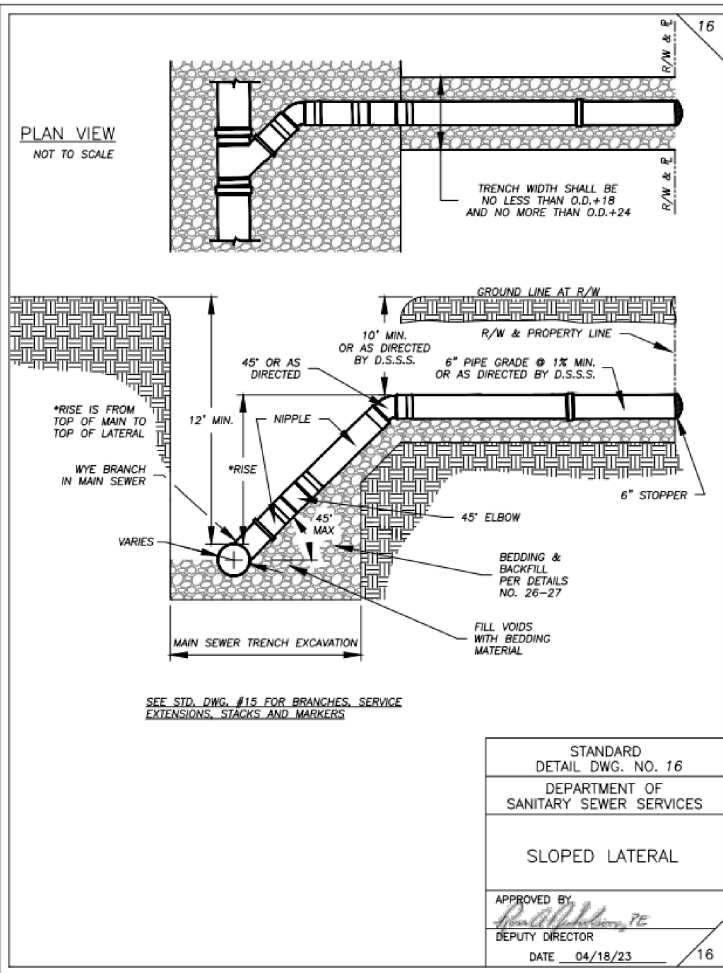 16
R/W & PL
PLAN VIEW
NOT TO SCALE
TRENCH WIDTH SHALL BE
NO LESS THAN O.D.+18
AND NO MORE THAN O.D.+24
R/W & PL
GROUND LINE AT R/W
10' MIN.
OR AS DIRECTED
BY D.S.S.S.
R/W & PROPERTY LINE
45° OR AS
DIRECTED
6" PIPE GRADE @ 1% MIN.
OR AS DIRECTED BY D.S.S.S.
*RISE IS FROM
TOP OF MAIN TO
TOP OF LATERAL
12' MIN.
NIPPLE
WYE BRANCH
IN MAIN SEWER
*RISE
6" STOPPER
45° ELBOW
45°
MAX
VARIES
BEDDING &
BACKFILL
PER DETAILS
NO. 26-27
FILL VOIDS
WITH BEDDING
MATERIAL
MAIN SEWER TRENCH EXCAVATION
SEE STD. DWG. #15 FOR BRANCHES, SERVICE
EXTENSIONS, STACKS AND MARKERS
STANDARD
DETAIL DWG. NO. 16
DEPARTMENT OF
SANITARY SEWER SERVICES
SLOPED LATERAL
APPROVED BY
PE
DEPUTY DIRECTOR
DATE 04/18/23
16